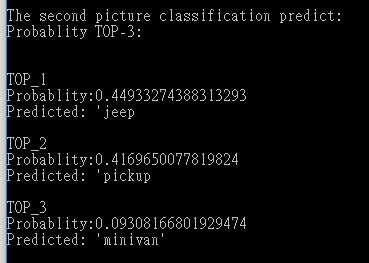 The second picture classification predict:
Probablity TOP-3:
TOP_1
Probablity:0.44933274388313293
Predicted: 'jeep
TOP_2
Probablity:0.4169650077819824
Predicted: 'pickup
TOP_3
Probablity:0.09308166801929474
Predicted: 'minivan'